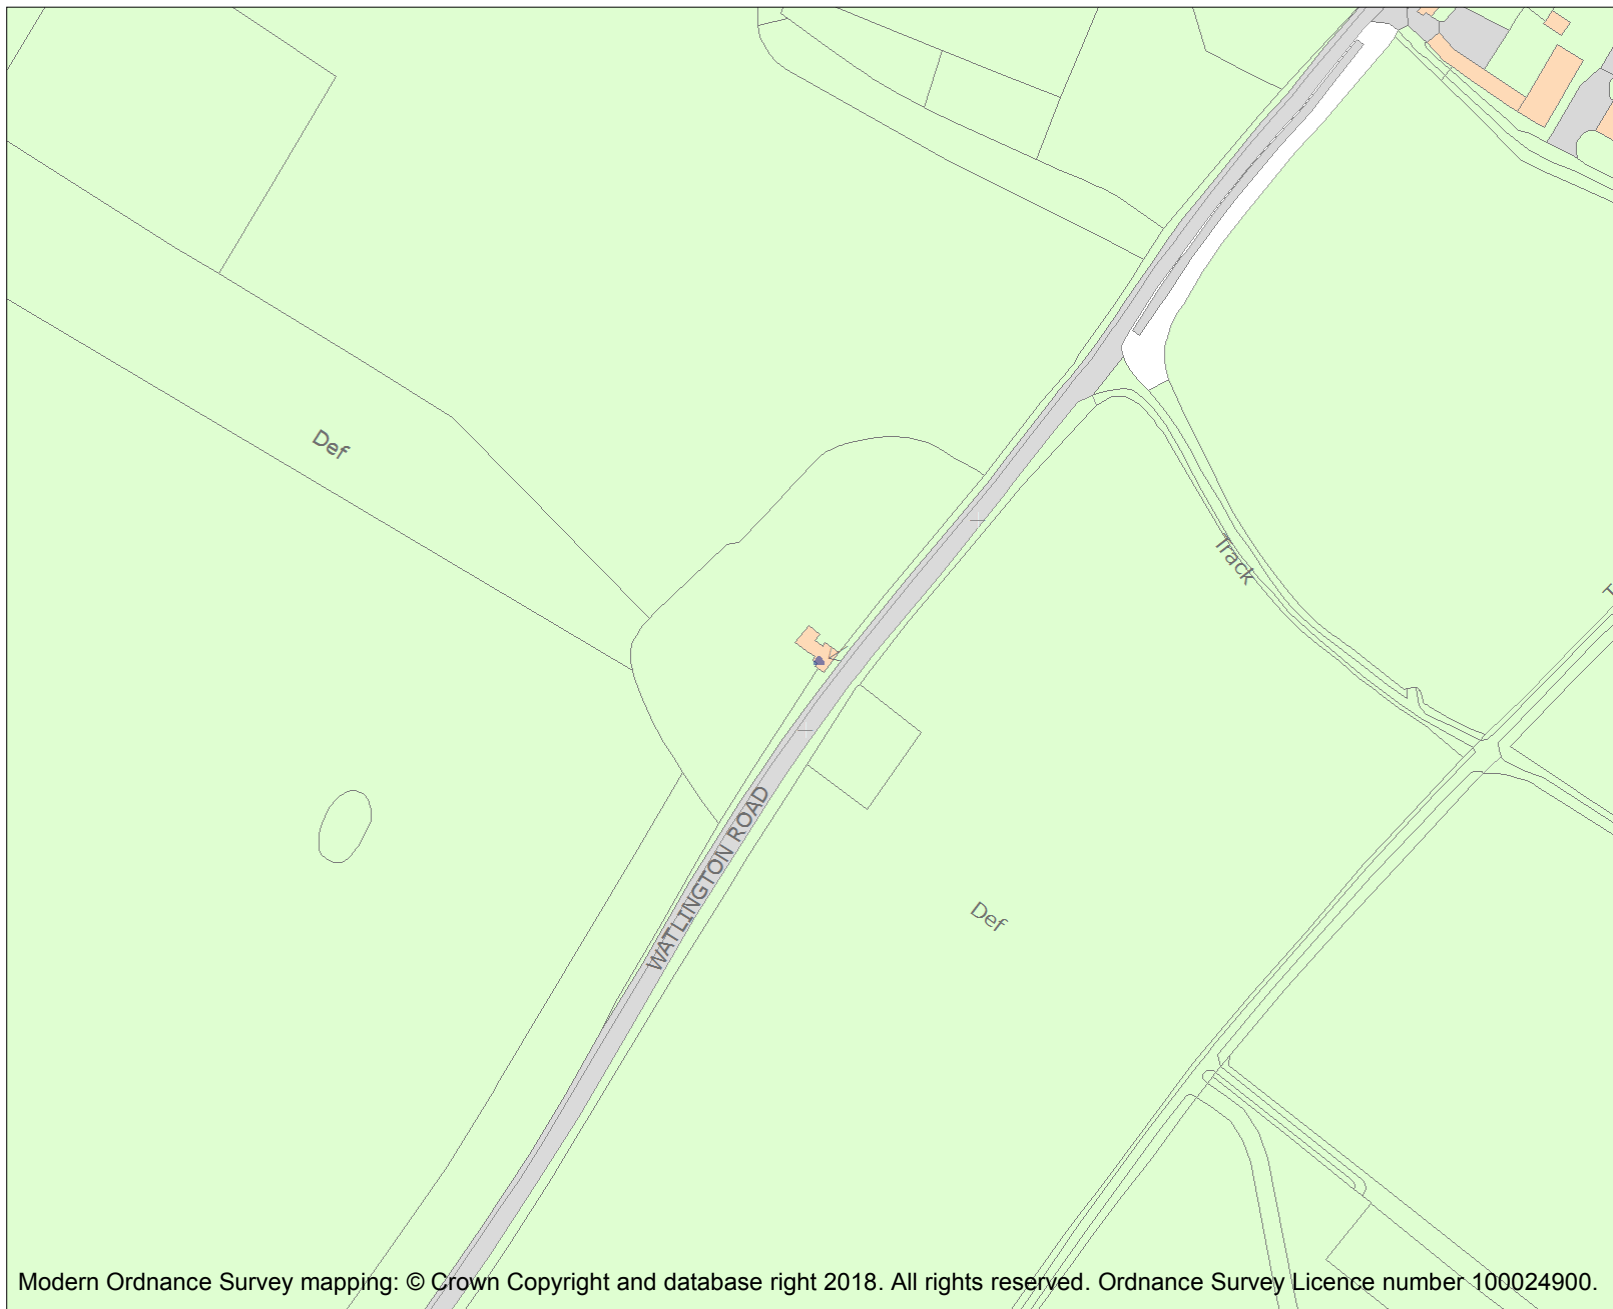 Def
Track
WATLINGTON ROAD
Def
Modern Ordnance Survey mapping: © Crown Copyright and database right 2018. All rights reserved. Ordnance Survey Licence number 100024900.